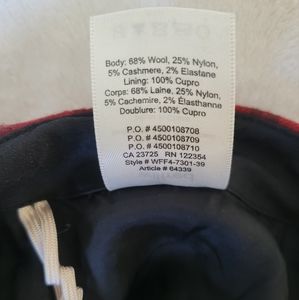 Body: 68% Wool, 25% Nylon,
5% Cashmere, 2% Elastane
Lining: 100% Cupro
Corps: 68% Laine, 25% Nylon,
5% Cachemire, 2% Élasthanne
Doublure: 100% Cupro
P.O. # 4500108708
P.O. # 4500108709
P.O. # 4500108710
CA 23725 RN 122354
Style # WFF4-7301-39
Article # 64339